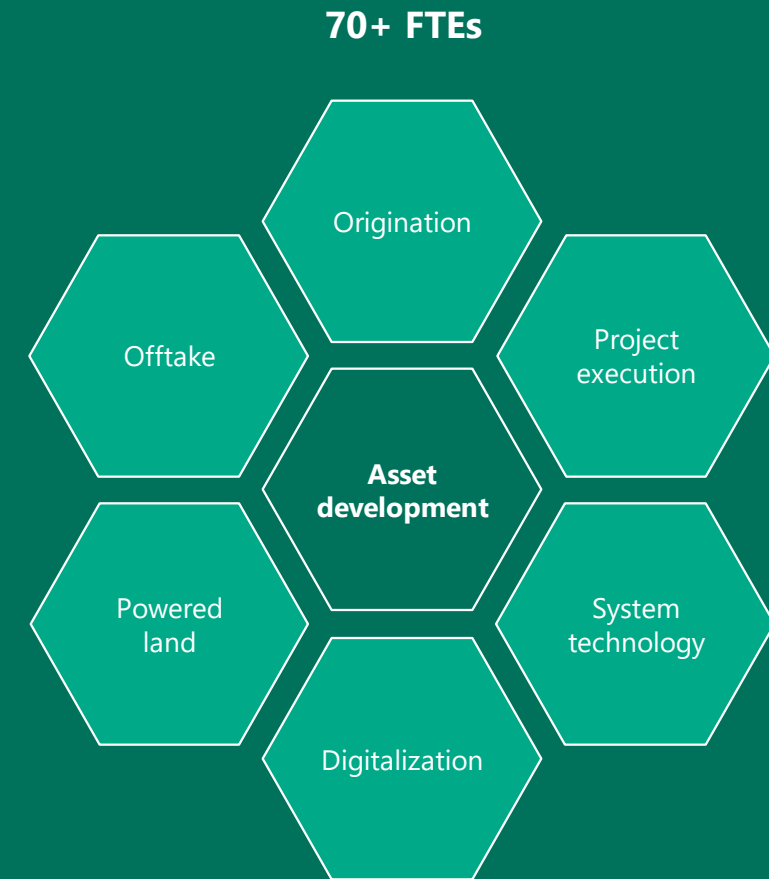 70+ FTEs
Origination
Offtake
Project
execution
Asset
development
Powered
land
System
technology
Digitalization